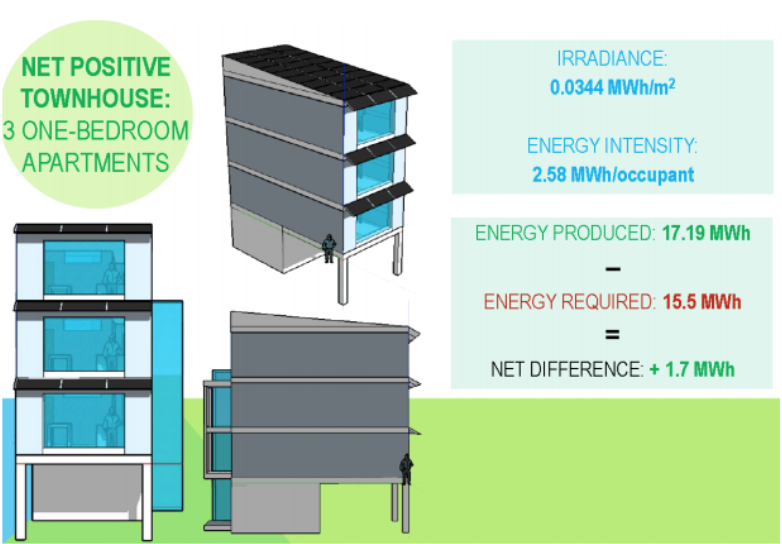 NET POSITIVE
TOWNHOUSE:
3 ONE-BEDROOM
APARTMENTS
IRRADIANCE:
0.0344 MWh/m²
ENERGY INTENSITY:
2.58 MWh/occupant
ENERGY PRODUCED: 17.19 MWh
–
ENERGY REQUIRED: 15.5 MWh
=
NET DIFFERENCE: + 1.7 MWh